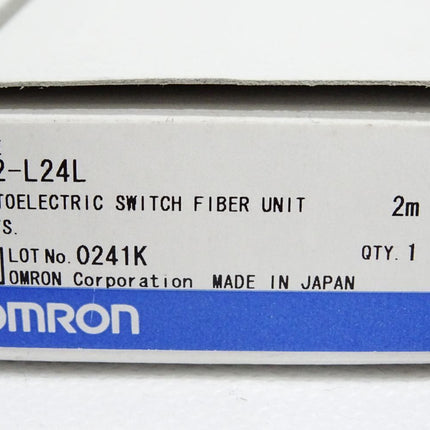 2-L24L
TOELECTRIC SWITCH FIBER UNIT 2m
S.
LOT No. 0241K QTY. 1
OMRON Corporation MADE IN JAPAN
OMRON